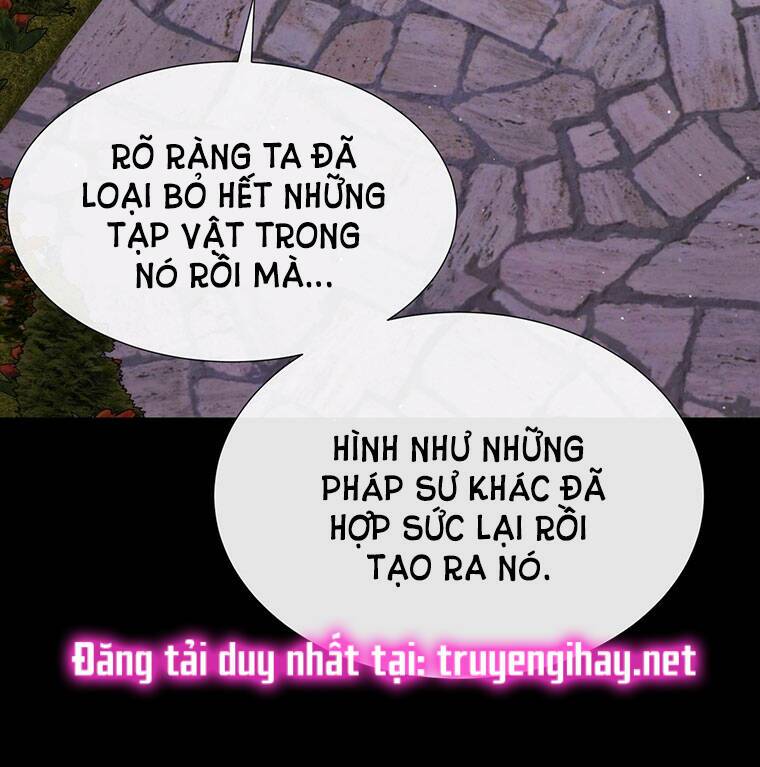 RÕ RÀNG TA ĐÃ
LOẠI BỎ HẾT NHỮNG
TẠP VẬT TRONG
NÓ RỒI MÀ...
HÌNH NHƯ NHỮNG
PHÁP SƯ KHÁC ĐÃ
HỢP SỨC LẠI RỒI
TẠO RA NÓ.
Đăng tải duy nhất tại: truyengihay.net